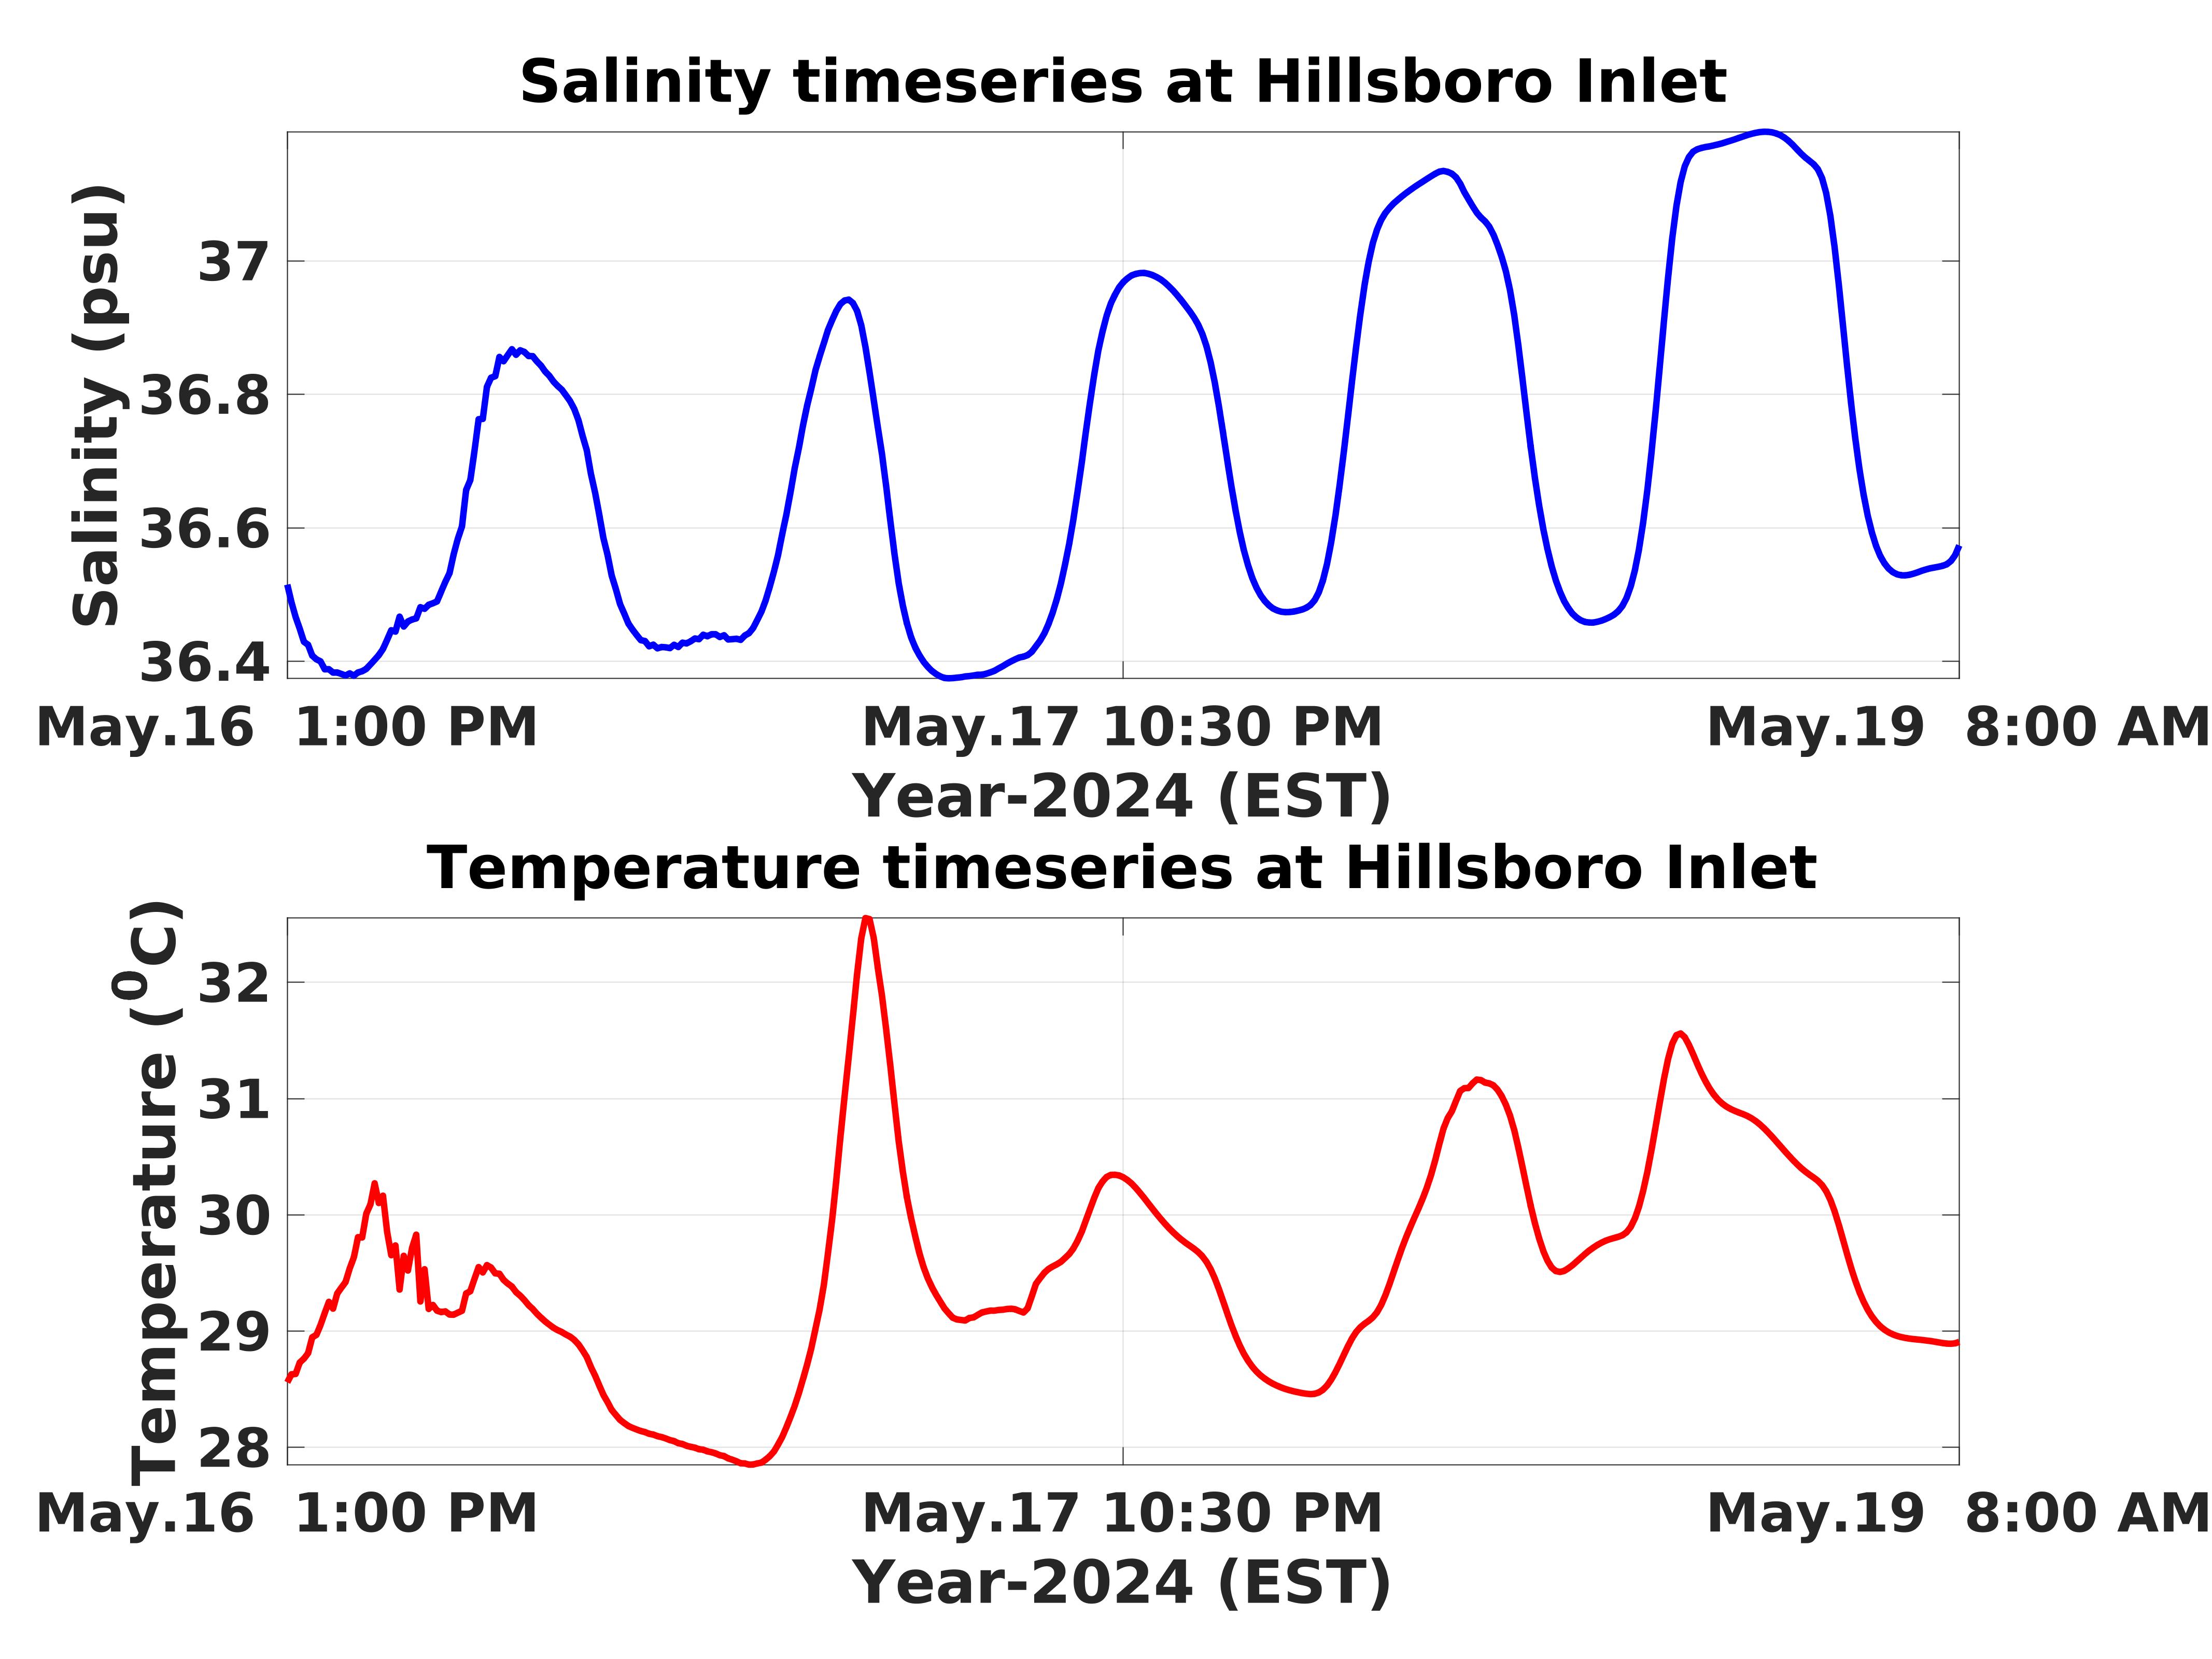 Salinity timeseries at Hillsboro Inlet
Salinity (psu)
37
36.8
36.6
36.4
May.16  1:00 PM
May.17 10:30 PM
May.19  8:00 AM
Year-2024 (EST)
Temperature timeseries at Hillsboro Inlet
Temperature (⁰C)
32
31
30
29
28
May.16  1:00 PM
May.17 10:30 PM
May.19  8:00 AM
Year-2024 (EST)